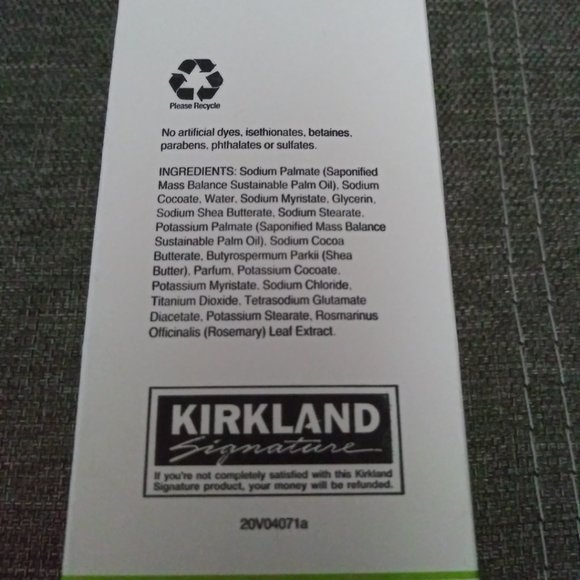 Please Recycle
No artificial dyes, isethionates, betaines,
parabens, phthalates or sulfates.
INGREDIENTS: Sodium Palmate (Saponified
Mass Balance Sustainable Palm Oil), Sodium
Cocoate, Water, Sodium Myristate, Glycerin,
Sodium Shea Butterate, Sodium Stearate,
Potassium Palmate (Saponified Mass Balance
Sustainable Palm Oil), Sodium Cocoa
Butterate, Butyrospermum Parkii (Shea
Butter), Parfum, Potassium Cocoate,
Potassium Myristate, Sodium Chloride,
Titanium Dioxide, Tetrasodium Glutamate
Diacetate, Potassium Stearate, Rosmarinus
Officinalis (Rosemary) Leaf Extract.
KIRKLAND
Signature
If you're not completely satisfied with this Kirkland
Signature product, your money will be refunded.
20V04071a